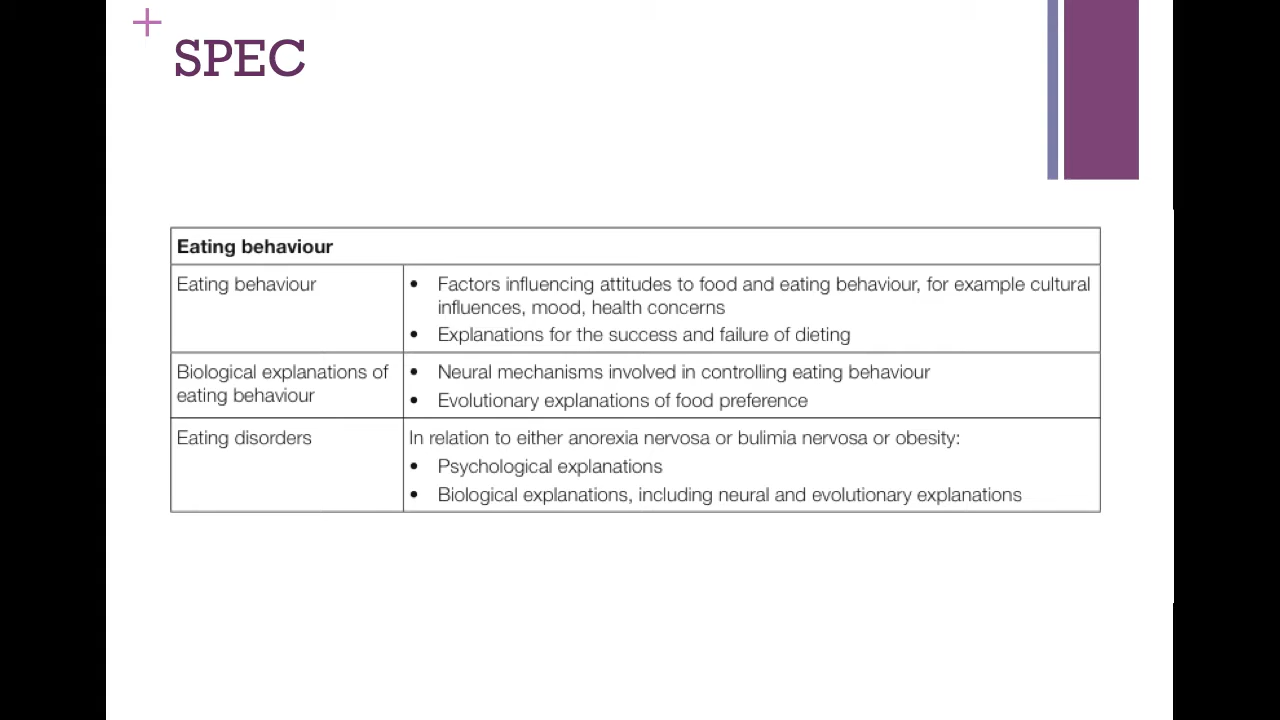 +
SPEC
Eating behaviour
Eating behaviour
• Factors influencing attitudes to food and eating behaviour, for example cultural
influences, mood, health concerns
• Explanations for the success and failure of dieting
Biological explanations of
eating behaviour
• Neural mechanisms involved in controlling eating behaviour
• Evolutionary explanations of food preference
Eating disorders
In relation to either anorexia nervosa or bulimia nervosa or obesity:
• Psychological explanations
• Biological explanations, including neural and evolutionary explanations